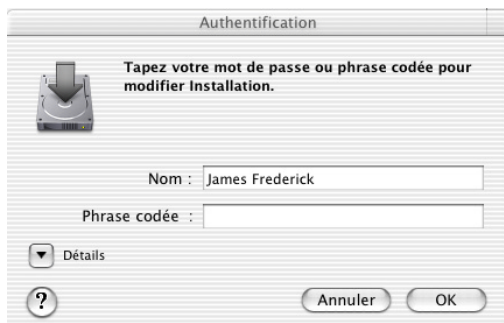 Authentification
Tapez votre mot de passe ou phrase codée pour
modifier Installation.
Nom : James Frederick
Phrase codée :
Détails
? Annuler OK